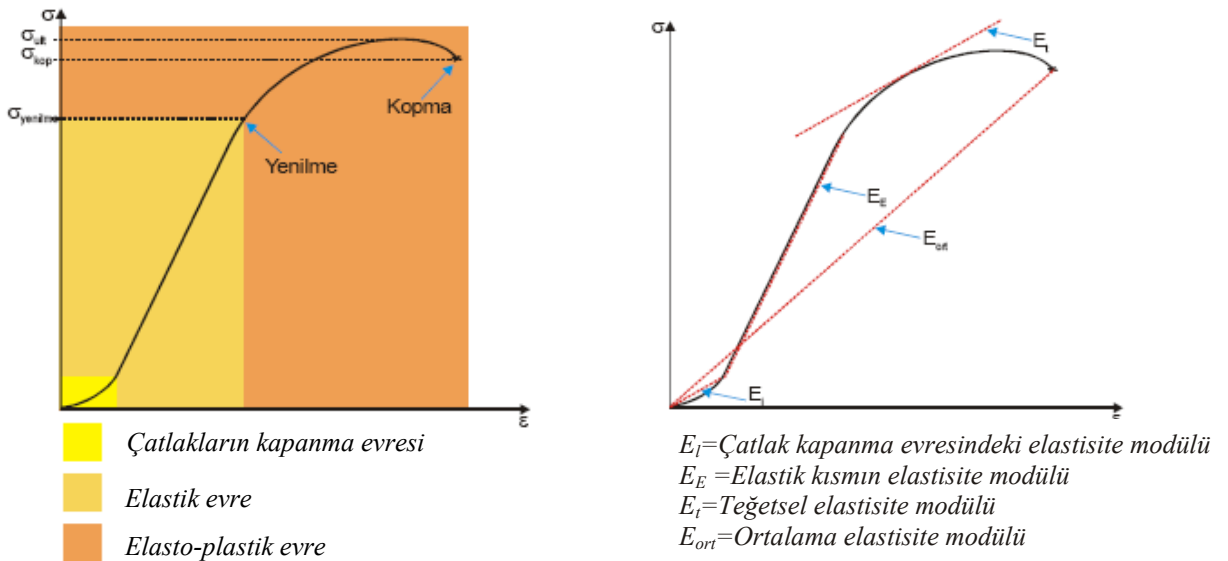 σ
σult
σkop
σyenilme
Kopma
Yenilme
ε
Çatlakların kapanma evresi
Elastik evre
Elasto-plastik evre
σ
Et
EE
Eort
El
ε
El=Çatlak kapanma evresindeki elastisite modülü
EE =Elastik kısmın elastisite modülü
Et=Teğetsel elastisite modülü
Eort=Ortalama elastisite modülü